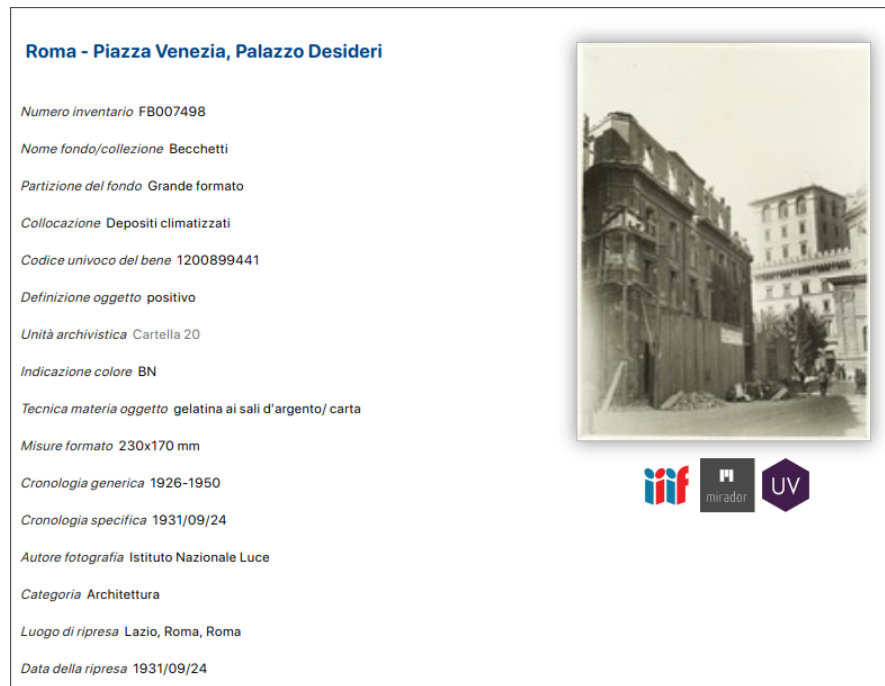 Roma - Piazza Venezia, Palazzo Desideri
Numero inventario FB007498
Nome fondo/collezione Becchetti
Partizione del fondo Grande formato
Collocazione Depositi climatizzati
Codice univoco del bene 1200899441
Definizione oggetto positivo
Unità archivistica Cartella 20
Indicazione colore BN
Tecnica materia oggetto gelatina ai sali d'argento/ carta
Misure formato 230x170 mm
Cronologia generica 1926-1950
Cronologia specifica 1931/09/24
Autore fotografia Istituto Nazionale Luce
Categoria Architettura
Luogo di ripresa Lazio, Roma, Roma
Data della ripresa 1931/09/24
iiif
mirador
UV